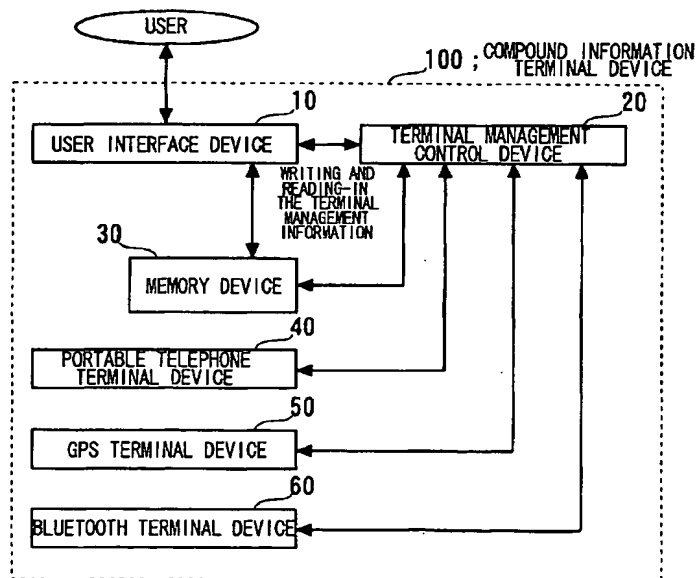 USER
100 ; COMPOUND INFORMATION
TERMINAL DEVICE
10
USER INTERFACE DEVICE
20
TERMINAL MANAGEMENT
CONTROL DEVICE
WRITING AND
READING-IN
THE TERMINAL
MANAGEMENT
INFORMATION
30
MEMORY DEVICE
40
PORTABLE TELEPHONE
TERMINAL DEVICE
50
GPS TERMINAL DEVICE
60
BLUETOOTH TERMINAL DEVICE